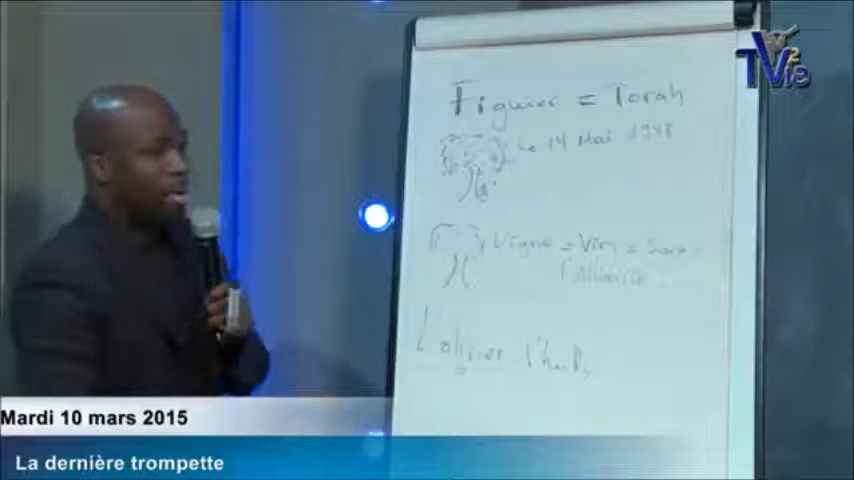 TV2Vie
Figuier = Torah
Le 14 Mai 1948
Vigne = Vin = Sang
l'alliance
L'olivier
Mardi 10 mars 2015
La dernière trompette